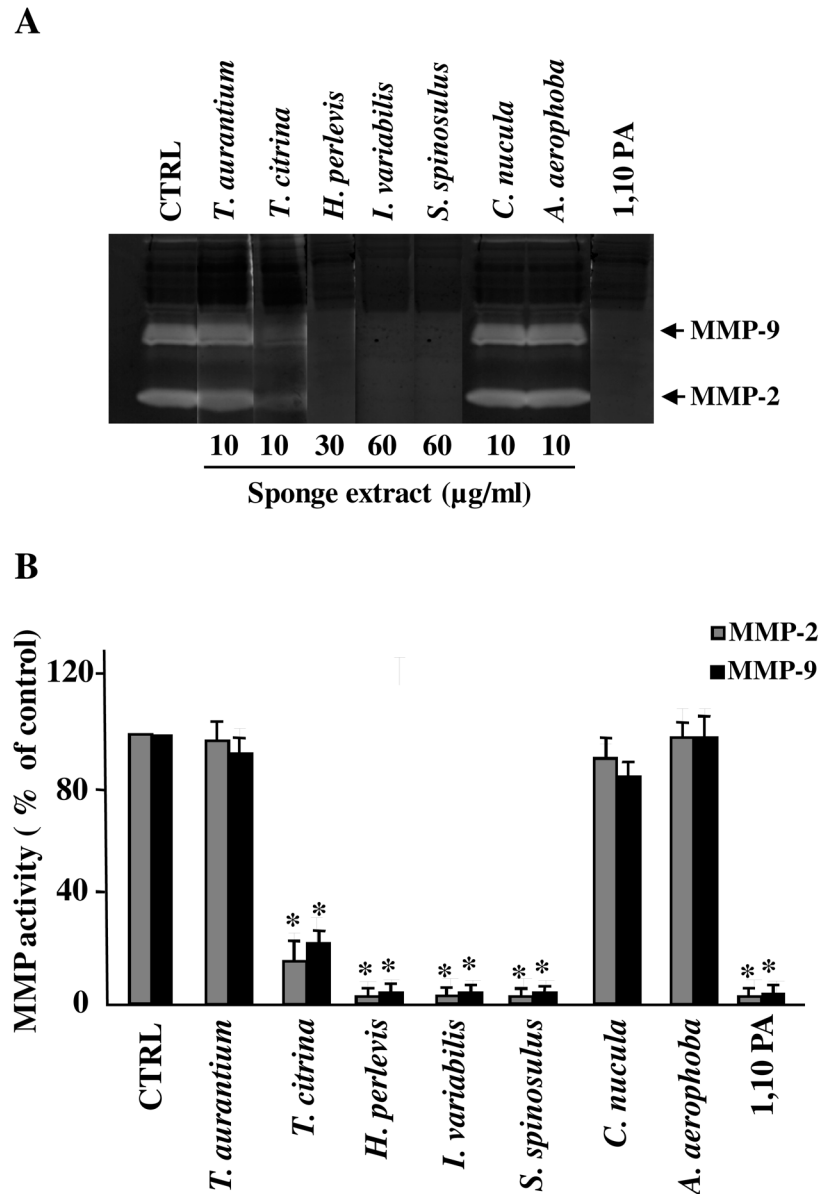 A
CTRL
T. aurantium
T. citrina
H. perlevis
I. variabilis
S. spinosulus
C. nucula
A. aerophoba
1,10 PA
MMP-9
MMP-2
10 10 30 60 60 10 10
Sponge extract (µg/ml)
B
MMP-2
MMP-9
MMP activity ( % of control)
120
80
40
0
* * * * * * * * * *
CTRL
T. aurantium
T. citrina
H. perlevis
I. variabilis
S. spinosulus
C. nucula
A. aerophoba
1,10 PA